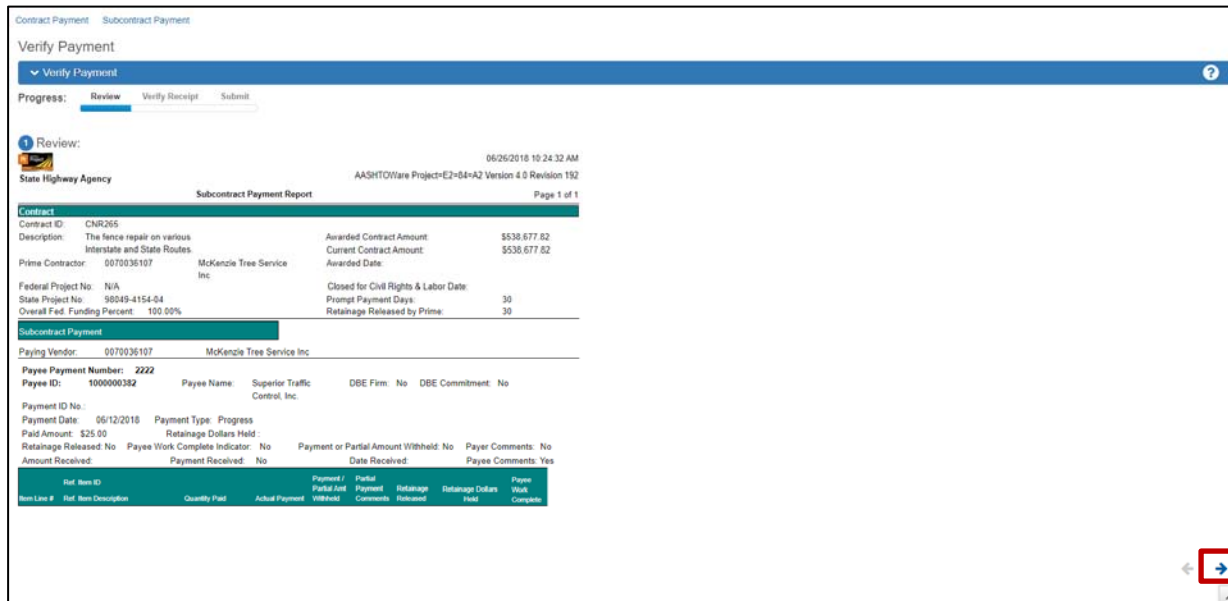 Contract Payment Subcontract Payment
Verify Payment
Verify Payment ?
Progress: Review Verify Receipt Submit
1 Review:
06/26/2018 10:24:32 AM
State Highway Agency AASHTOWare Project=E2=84=A2 Version 4.0 Revision 192
Subcontract Payment Report Page 1 of 1
Contract
Contract ID: CNR265
Description: The fence repair on various Awarded Contract Amount: $538,677.82
Interstate and State Routes. Current Contract Amount: $538,677.82
Prime Contractor: 0070036107 McKenzie Tree Service Awarded Date:
Inc
Federal Project No: N/A Closed for Civil Rights & Labor Date:
State Project No: 98049-4154-04 Prompt Payment Days: 30
Overall Fed. Funding Percent: 100.00% Retainage Released by Prime: 30
Subcontract Payment
Paying Vendor: 0070036107 McKenzie Tree Service Inc
Payee Payment Number: 2222
Payee ID: 1000000382 Payee Name: Superior Traffic DBE Firm: No DBE Commitment: No
Control, Inc.
Payment ID No.:
Payment Date: 06/12/2018 Payment Type: Progress
Paid Amount: $25.00 Retainage Dollars Held :
Retainage Released: No Payee Work Complete Indicator: No Payment or Partial Amount Withheld: No Payer Comments: No
Amount Received: Payment Received: No Date Received: Payee Comments: Yes
Ref. Item ID Payment / Partial Payee
Partial Amt Payment Retainage Retainage Dollars Work
Item Line # Ref. Item Description Quantity Paid Actual Payment Withheld Comments Released Held Complete